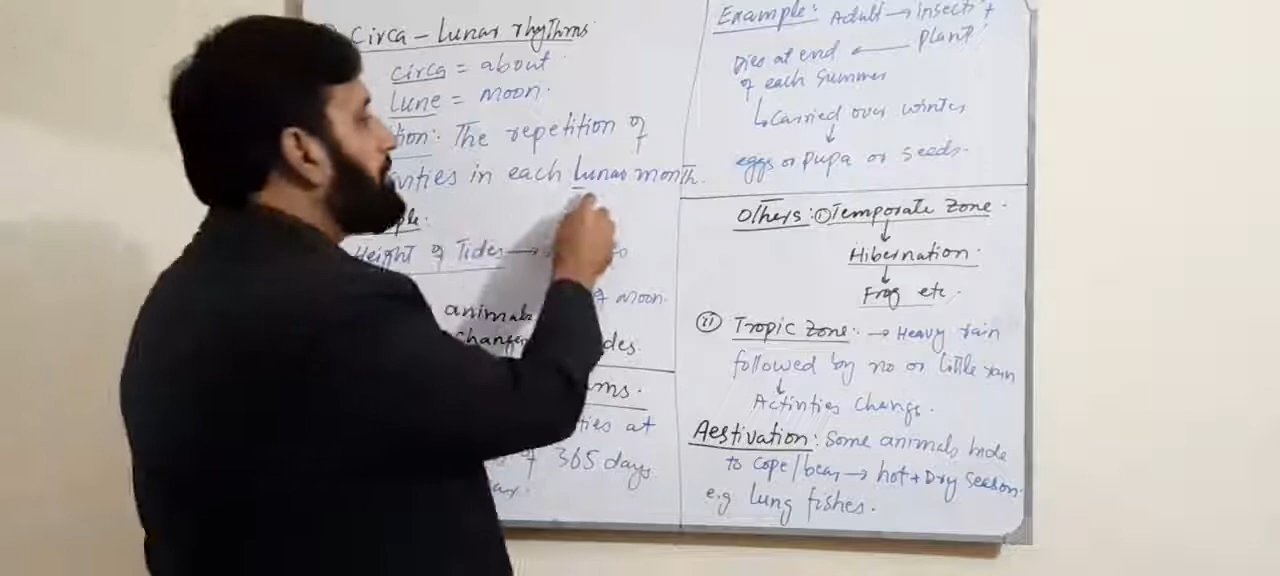 Circa - Lunar rhythms
circa = about
Lune = moon.
tion: The repetition of
vities in each Lunar month.
ple:
Height of Tides →
moon.
animals
change des
ms.
ties at
of 365 days.
Example: Adult → insect +
plant
Dies at end ←
of each summer
↳ carried over winter
↓
eggs or pupa or seeds.
Others: ① Temporate Zone.
↓
Hibernation
↓
Frog etc.
ii Tropic Zone: → Heavy rain
followed by no or little rain
↓
Activities change.
Aestivation: Some animals hide
to cope/bear → hot + Dry season.
e.g lung fishes.